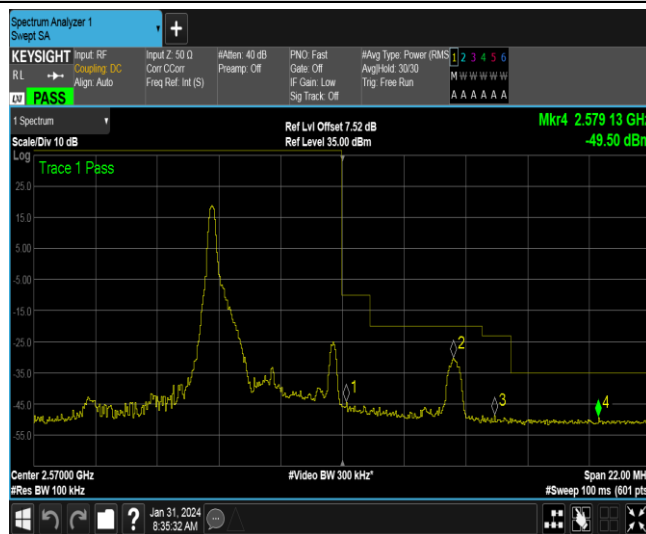 Spectrum Analyzer 1
Swept SA
+
KEYSIGHT Input: RF Input Z: 50 Ω #Atten: 40 dB PNO: Fast #Avg Type: Power (RMS 1 2 3 4 5 6
RL Coupling: DC Corr CCorr Preamp: Off Gate: Off Avg|Hold: 30/30 M W W W W W
Align: Auto Freq Ref: Int (S) IF Gain: Low Trig: Free Run
LXI PASS Sig Track: Off A A A A A A
1 Spectrum Ref Lvl Offset 7.52 dB Mkr4 2.579 13 GHz
Scale/Div 10 dB Ref Level 35.00 dBm -49.50 dBm
Log
Trace 1 Pass
25.0
15.0
5.00
-5.00
-15.0
-25.0
2
-35.0
1
3
4
-45.0
-55.0
Center 2.57000 GHz #Video BW 300 kHz* Span 22.00 MH
#Res BW 100 kHz #Sweep 100 ms (601 pts
? Jan 31, 2024
8:35:32 AM